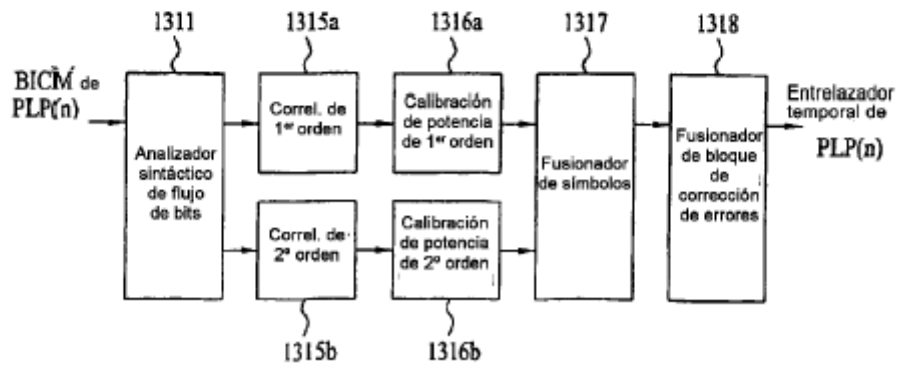 1311
1315a
1316a
1317
1318
BICM de
PLP(n)
Analizador
sintáctico
de flujo
de bits
Correl. de
1er orden
Calibración
de potencia
de 1er orden
Fusionador
de símbolos
Fusionador
de bloque
de
corrección
de errores
Entrelazador
temporal de
PLP(n)
Correl. de
2º orden
Calibración
de potencia
de 2º orden
1315b
1316b